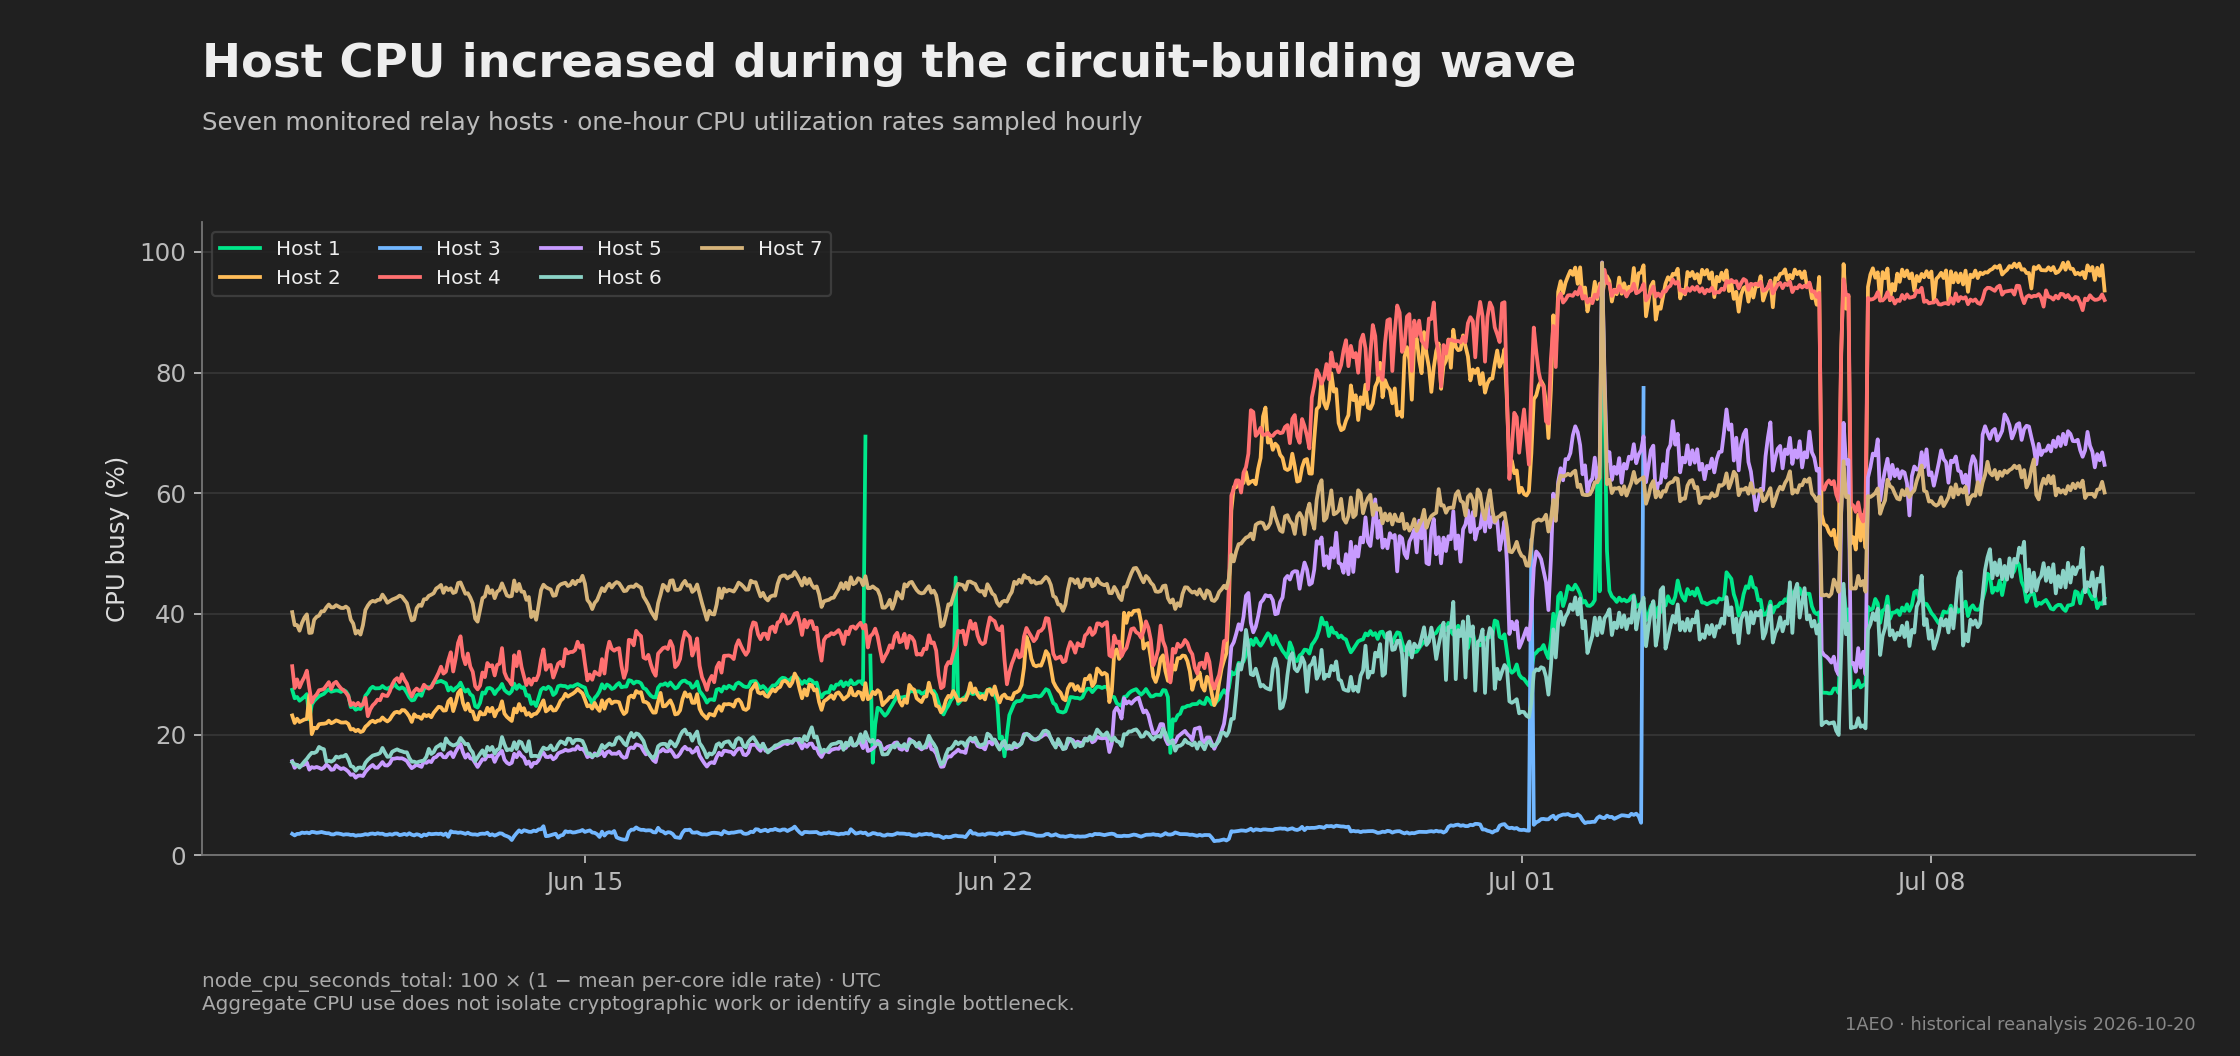 Host CPU increased during the circuit-building wave
Seven monitored relay hosts · one-hour CPU utilization rates sampled hourly
Host 1 Host 3 Host 5 Host 7
Host 2 Host 4 Host 6
CPU busy (%)
100
80
60
40
20
0
Jun 15 Jun 22 Jul 01 Jul 08
node_cpu_seconds_total: 100 × (1 − mean per-core idle rate) · UTC
Aggregate CPU use does not isolate cryptographic work or identify a single bottleneck.
1AEO · historical reanalysis 2026-10-20